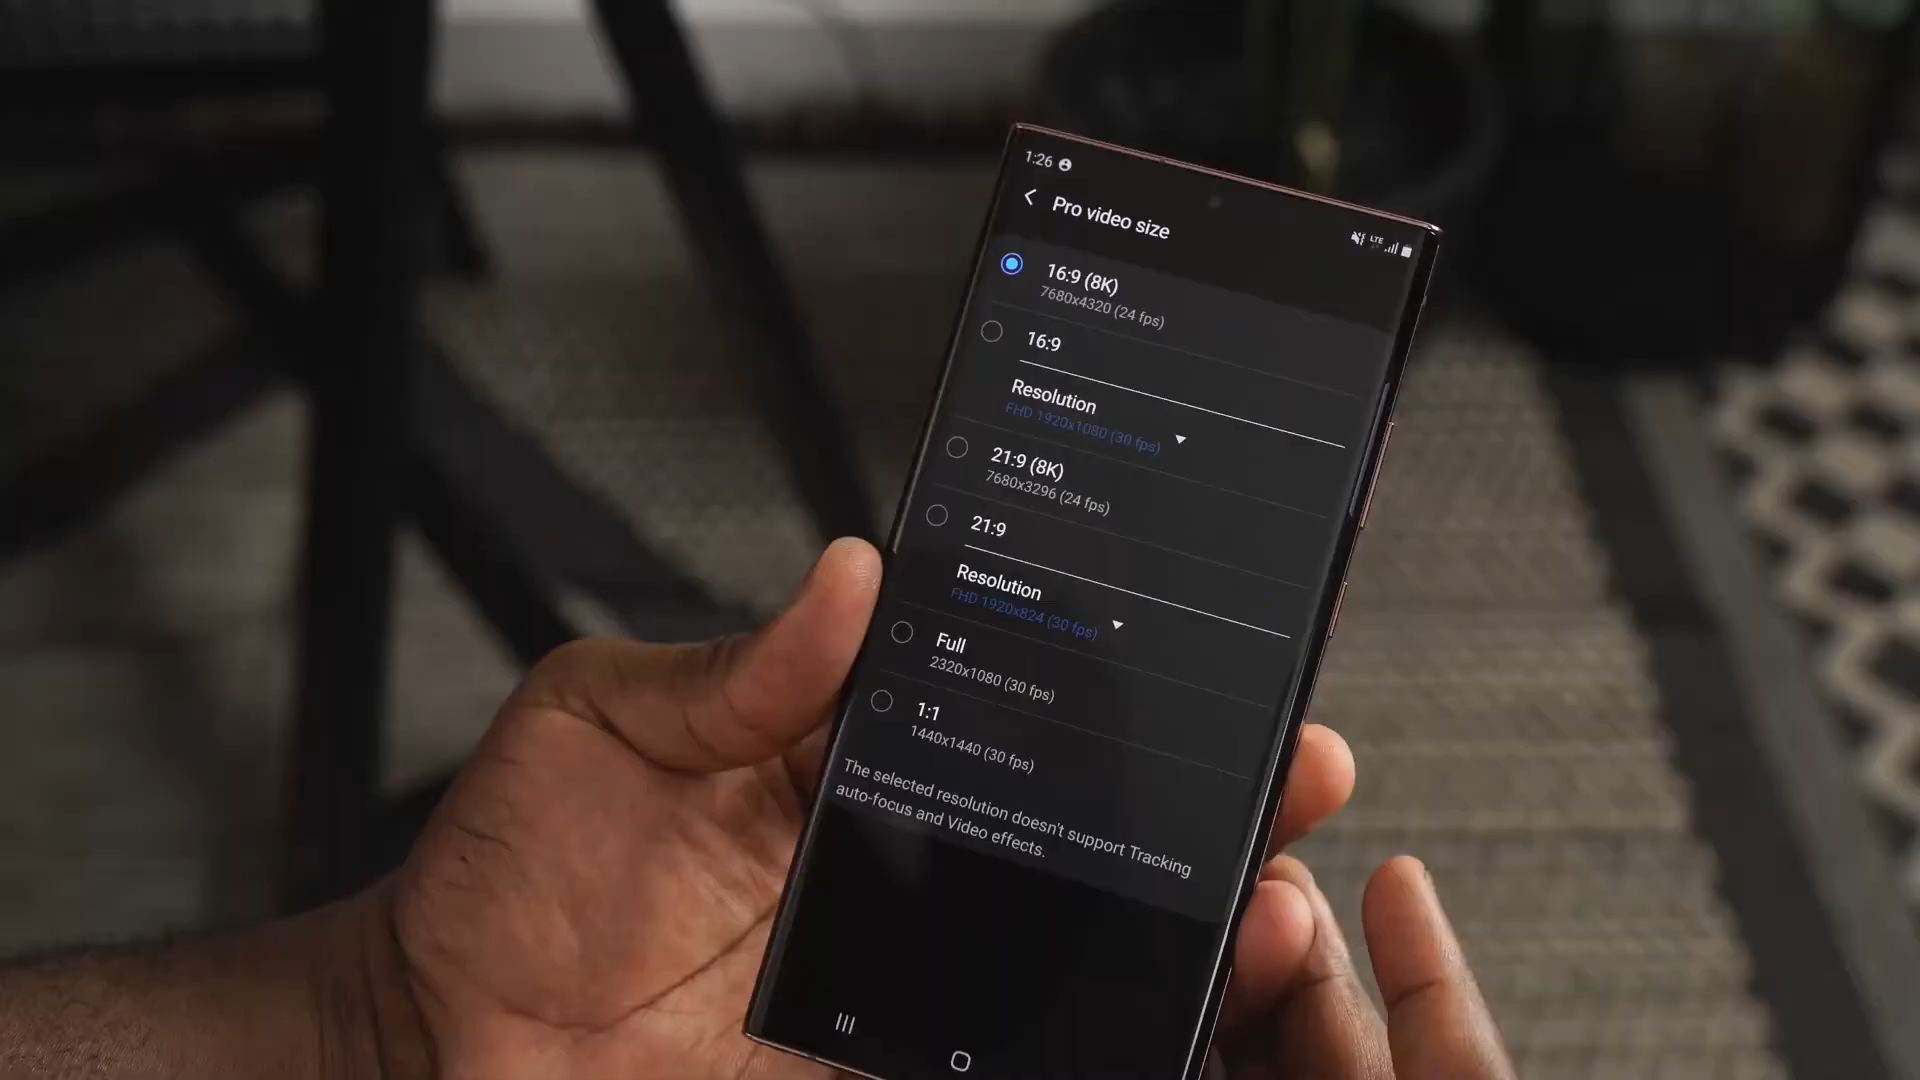 1:26
LTE
Pro video size
16:9 (8K)
7680x4320 (24 fps)
16:9
Resolution
FHD 1920x1080 (30 fps)
21:9 (8K)
7680x3296 (24 fps)
21:9
Resolution
FHD 1920x824 (30 fps)
Full
2320x1080 (30 fps)
1:1
1440x1440 (30 fps)
The selected resolution doesn't support Tracking
auto-focus and Video effects.